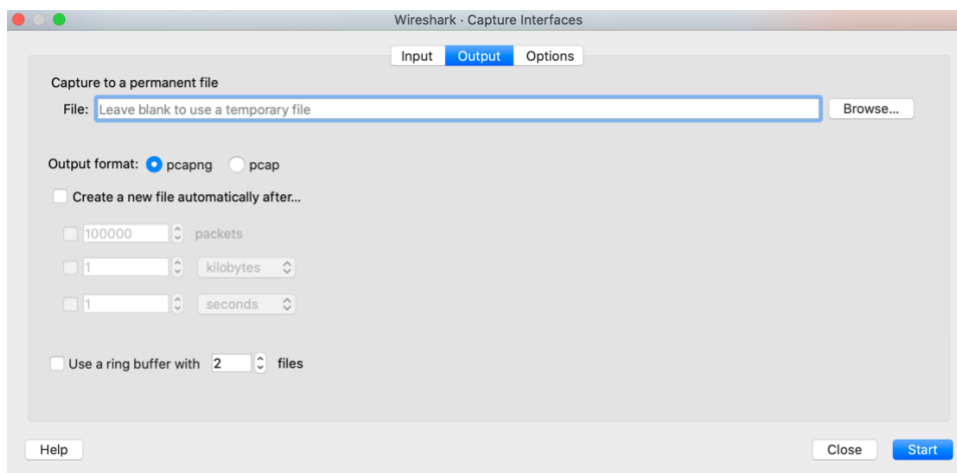 Wireshark · Capture Interfaces
Input Output Options
Capture to a permanent file
File: Leave blank to use a temporary file Browse...
Output format: pcapng pcap
Create a new file automatically after...
100000 packets
1 kilobytes
1 seconds
Use a ring buffer with 2 files
Help Close Start